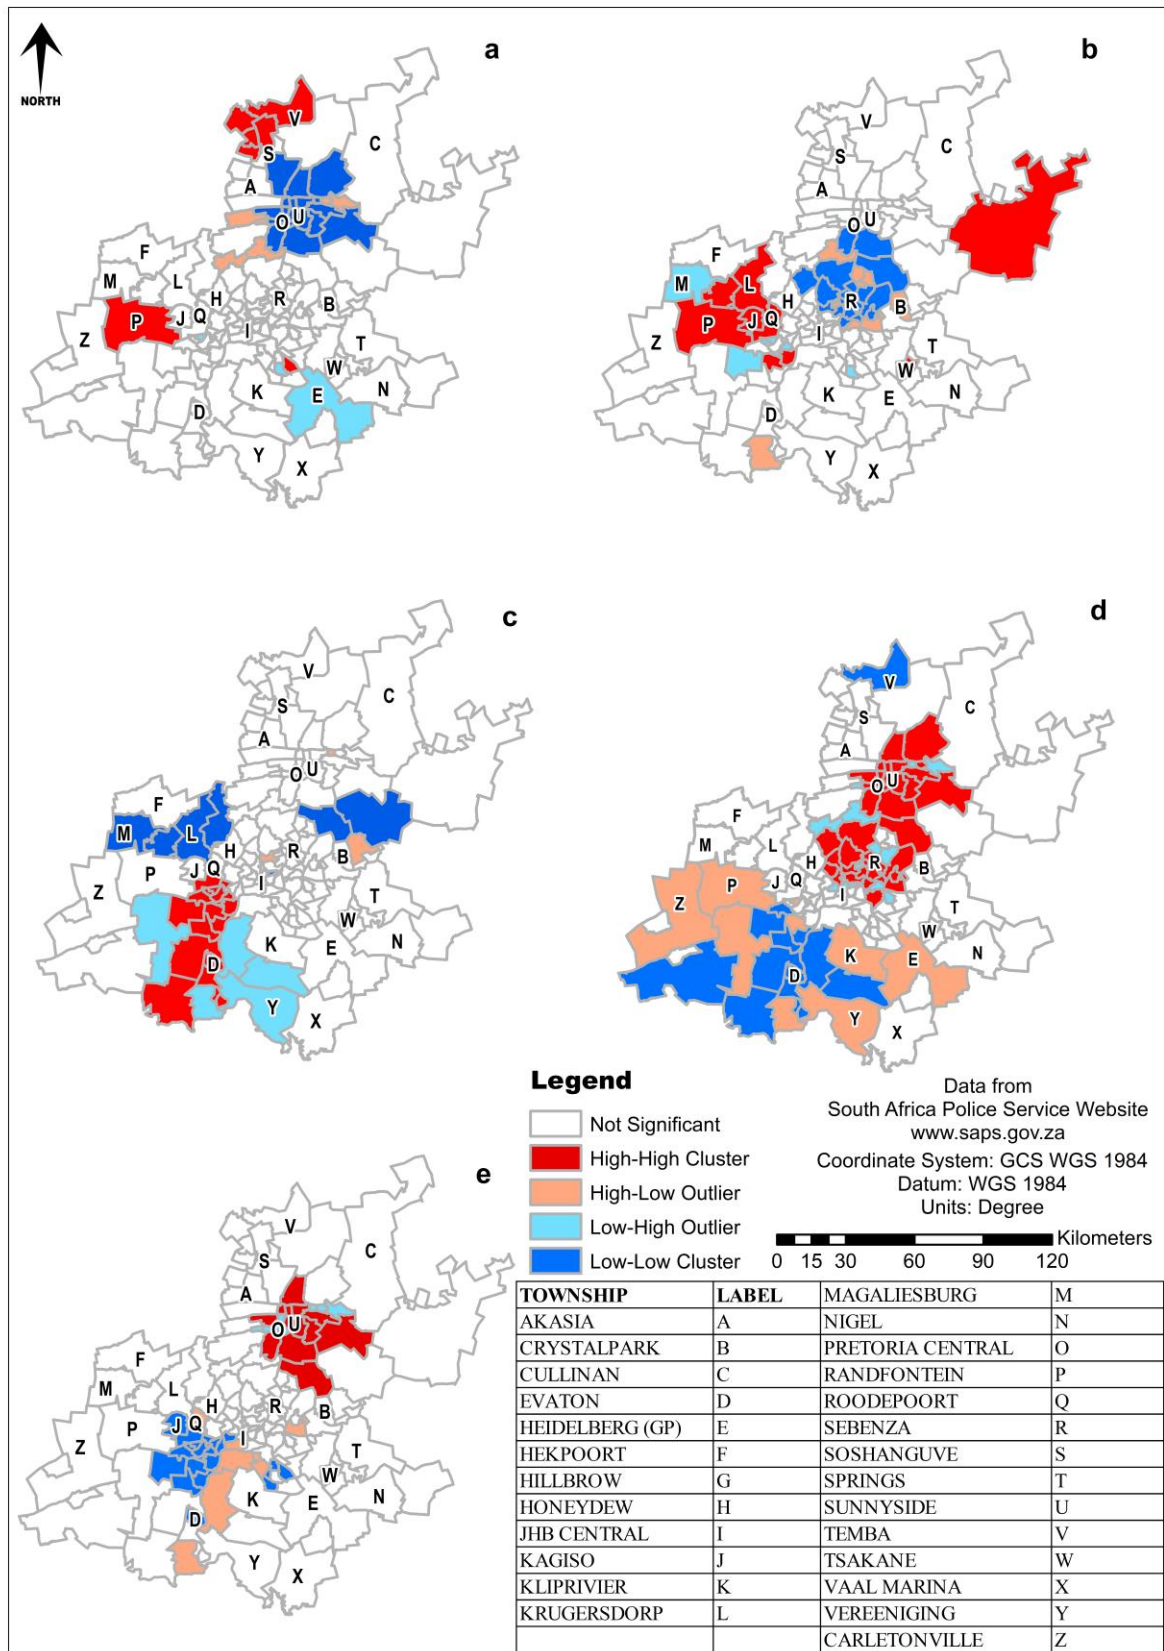 NORTH
a
V
C
S
A
O U
F
M L
H R B
P J Q
Z I T
W
K E N
D
Y X
b
V
C
S
A
O U
F
M L
H R B
P J Q
Z I T
W
K E N
D
Y X
c
V
C
S
A
O U
F
M L
H R B
P J Q
Z I T
W
K E N
D
Y X
d
V
C
S
A
O U
F
M L
H R B
P J Q
Z I T
W
K E N
D
Y X
e
V
C
S
A
O U
F
M L
H R B
P J Q
Z I T
W
K E N
D
Y X
Legend
Not Significant
High-High Cluster
High-Low Outlier
Low-High Outlier
Low-Low Cluster
Data from
South Africa Police Service Website
www.saps.gov.za
Coordinate System: GCS WGS 1984
Datum: WGS 1984
Units: Degree
Kilometers
0 15 30 60 90 120
TOWNSHIP LABEL MAGALIESBURG M
AKASIA A NIGEL N
CRYSTALPARK B PRETORIA CENTRAL O
CULLINAN C RANDFONTEIN P
EVATON D ROODEPOORT Q
HEIDELBERG (GP) E SEBENZA R
HEKPOORT F SOSHANGUVE S
HILLBROW G SPRINGS T
HONEYDEW H SUNNYSIDE U
JHB CENTRAL I TEMBA V
KAGISO J TSAKANE W
KLIPRIVIER K VAAL MARINA X
KRUGERSDORP L VEREENIGING Y
CARLETONVILLE Z